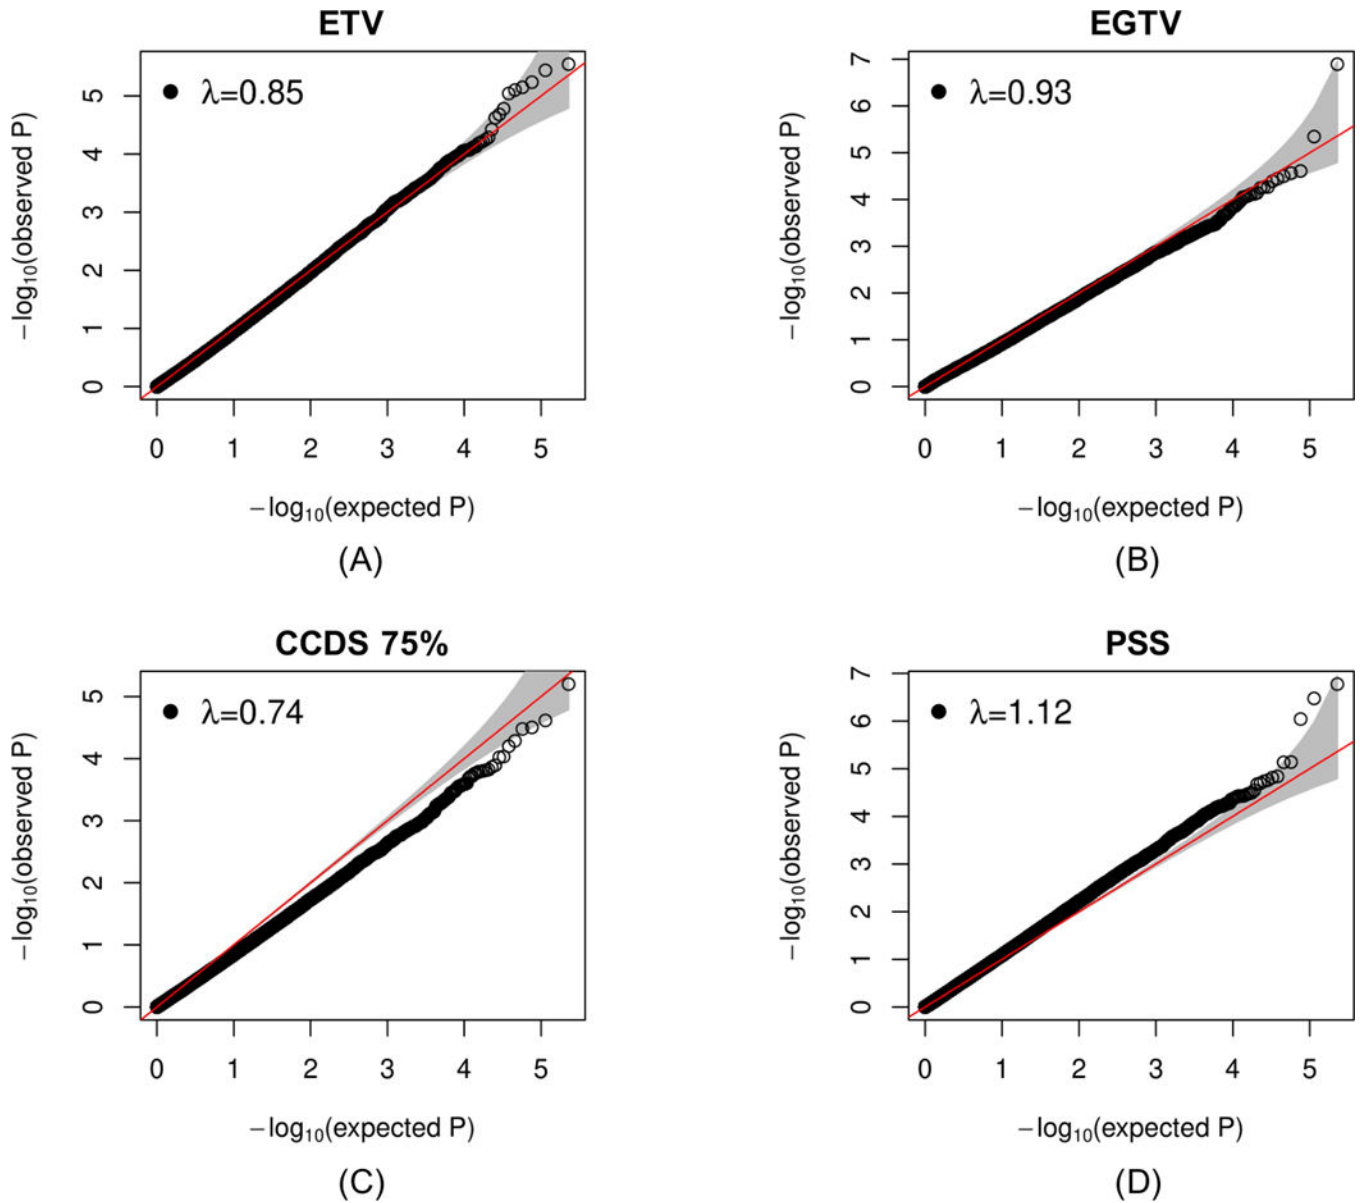 ETV
EGTV
−log₁₀(observed P)
0 1 2 3 4 5
λ=0.85
0 1 2 3 4 5
−log₁₀(expected P)
(A)
−log₁₀(observed P)
0 1 2 3 4 5 6 7
λ=0.93
0 1 2 3 4 5
−log₁₀(expected P)
(B)
CCDS 75%
PSS
−log₁₀(observed P)
0 1 2 3 4 5
λ=0.74
0 1 2 3 4 5
−log₁₀(expected P)
(C)
−log₁₀(observed P)
0 1 2 3 4 5 6 7
λ=1.12
0 1 2 3 4 5
−log₁₀(expected P)
(D)